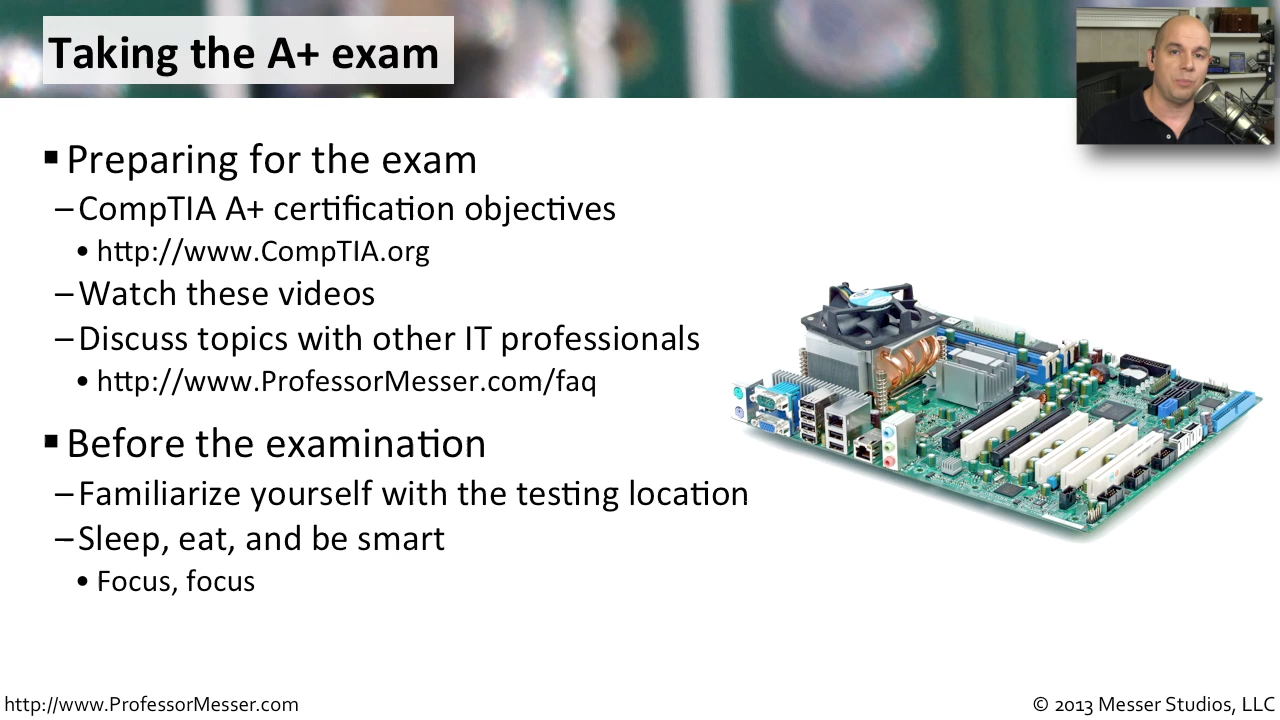 Taking the A+ exam
▪ Preparing for the exam
– CompTIA A+ certification objectives
• http://www.CompTIA.org
– Watch these videos
– Discuss topics with other IT professionals
• http://www.ProfessorMesser.com/faq
▪ Before the examination
– Familiarize yourself with the testing location
– Sleep, eat, and be smart
• Focus, focus
http://www.ProfessorMesser.com
© 2013 Messer Studios, LLC